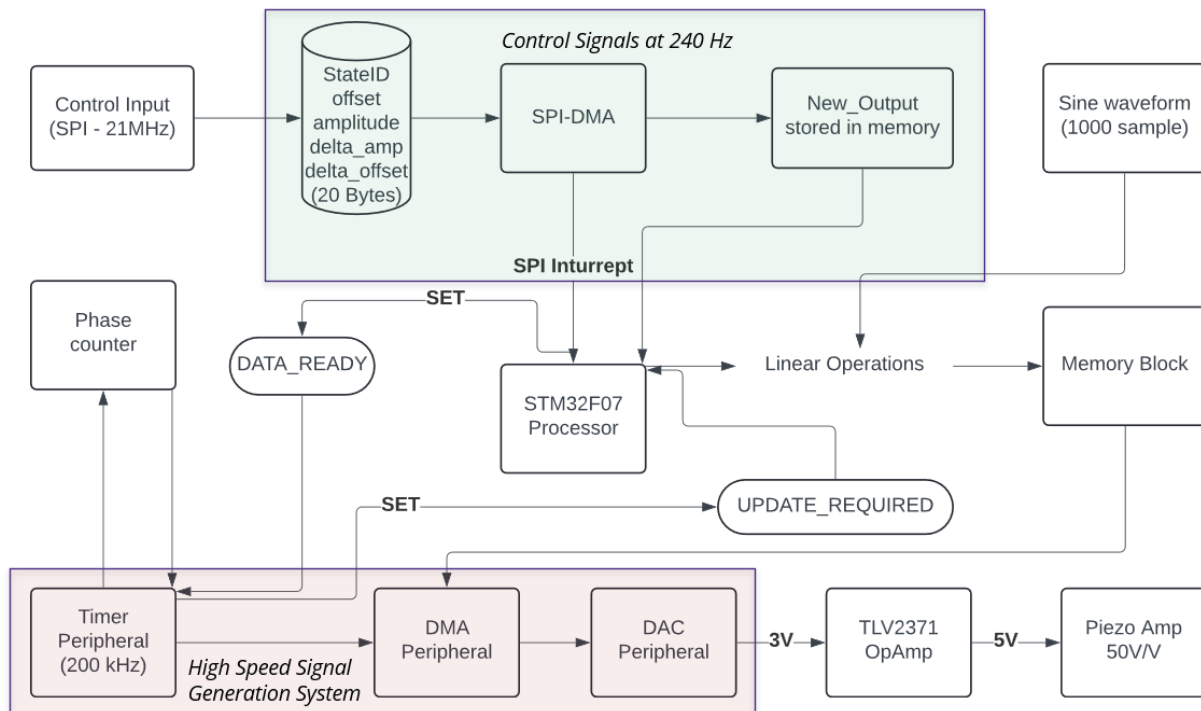 Control Signals at 240 Hz
Control Input
(SPI - 21MHz)
StateID
offset
amplitude
delta_amp
delta_offset
(20 Bytes)
SPI-DMA
New_Output
stored in memory
Sine waveform
(1000 sample)
SPI Inturrept
SET
Phase
counter
DATA_READY
STM32F07
Processor
Linear Operations
Memory Block
SET
UPDATE_REQUIRED
Timer
Peripheral
(200 kHz)
High Speed Signal
Generation System
DMA
Peripheral
DAC
Peripheral
3V
TLV2371
OpAmp
5V
Piezo Amp
50V/V